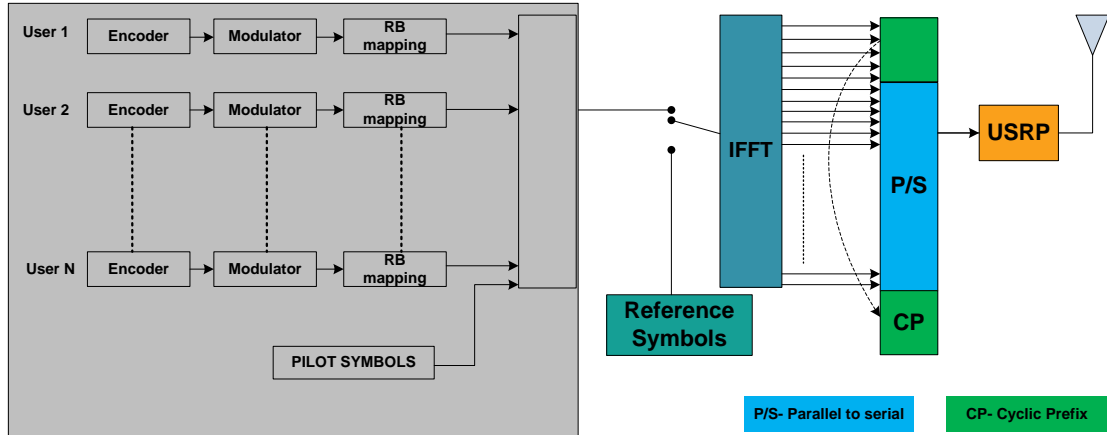 User 1
Encoder
Modulator
RB
mapping
User 2
Encoder
Modulator
RB
mapping
User N
Encoder
Modulator
RB
mapping
PILOT SYMBOLS
Reference
Symbols
IFFT
P/S
CP
USRP
P/S- Parallel to serial
CP- Cyclic Prefix